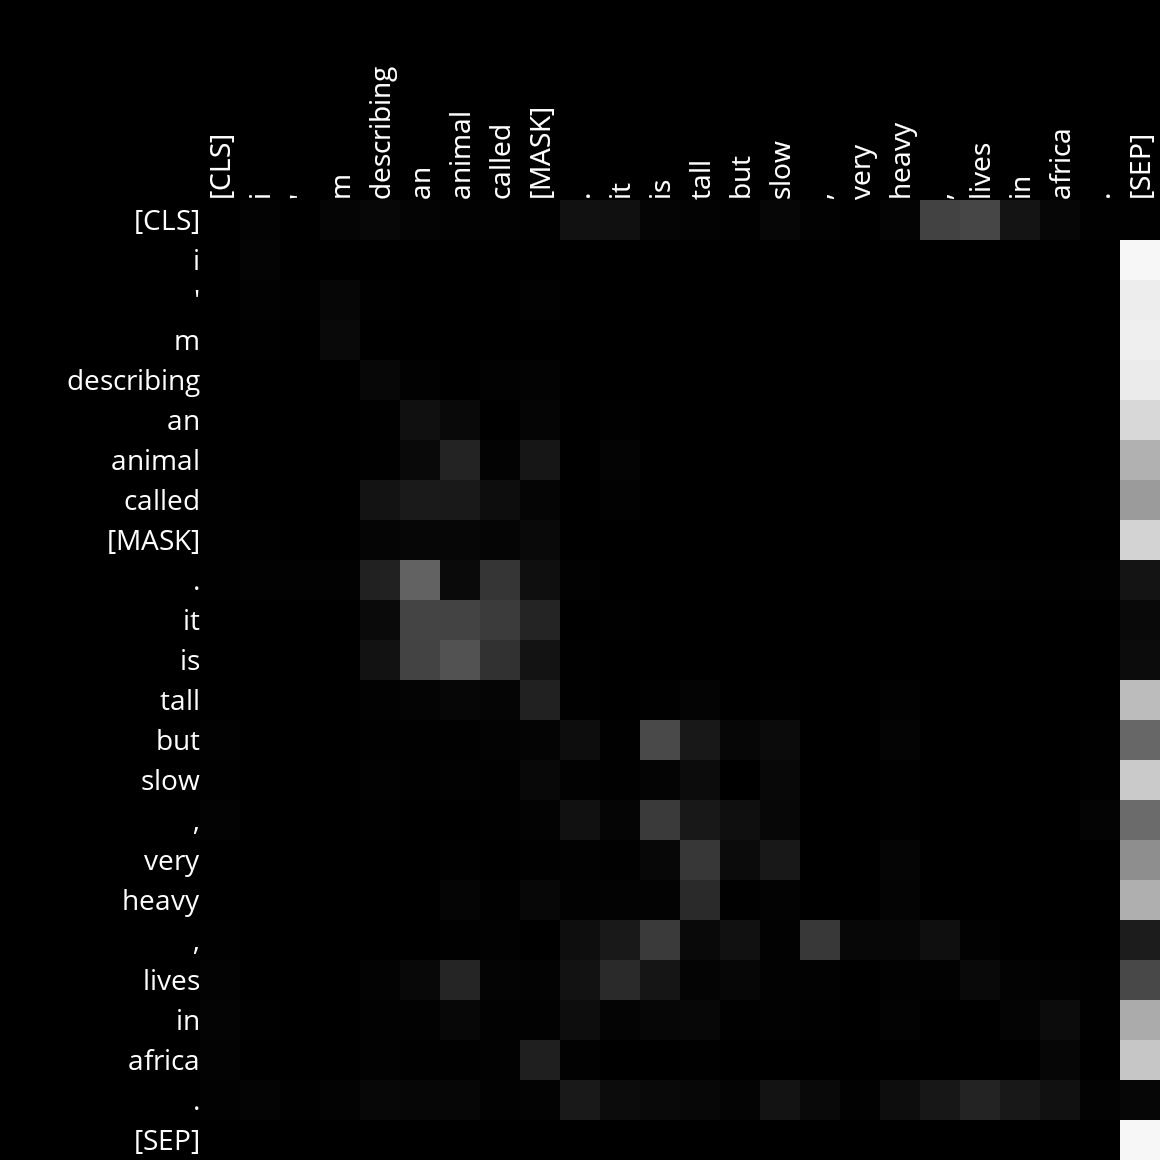 [CLS] i ' m describing an animal called [MASK] . it is tall but slow , very heavy , lives in africa . [SEP]
[CLS]
i
'
m
describing
an
animal
called
[MASK]
.
it
is
tall
but
slow
,
very
heavy
,
lives
in
africa
.
[SEP]